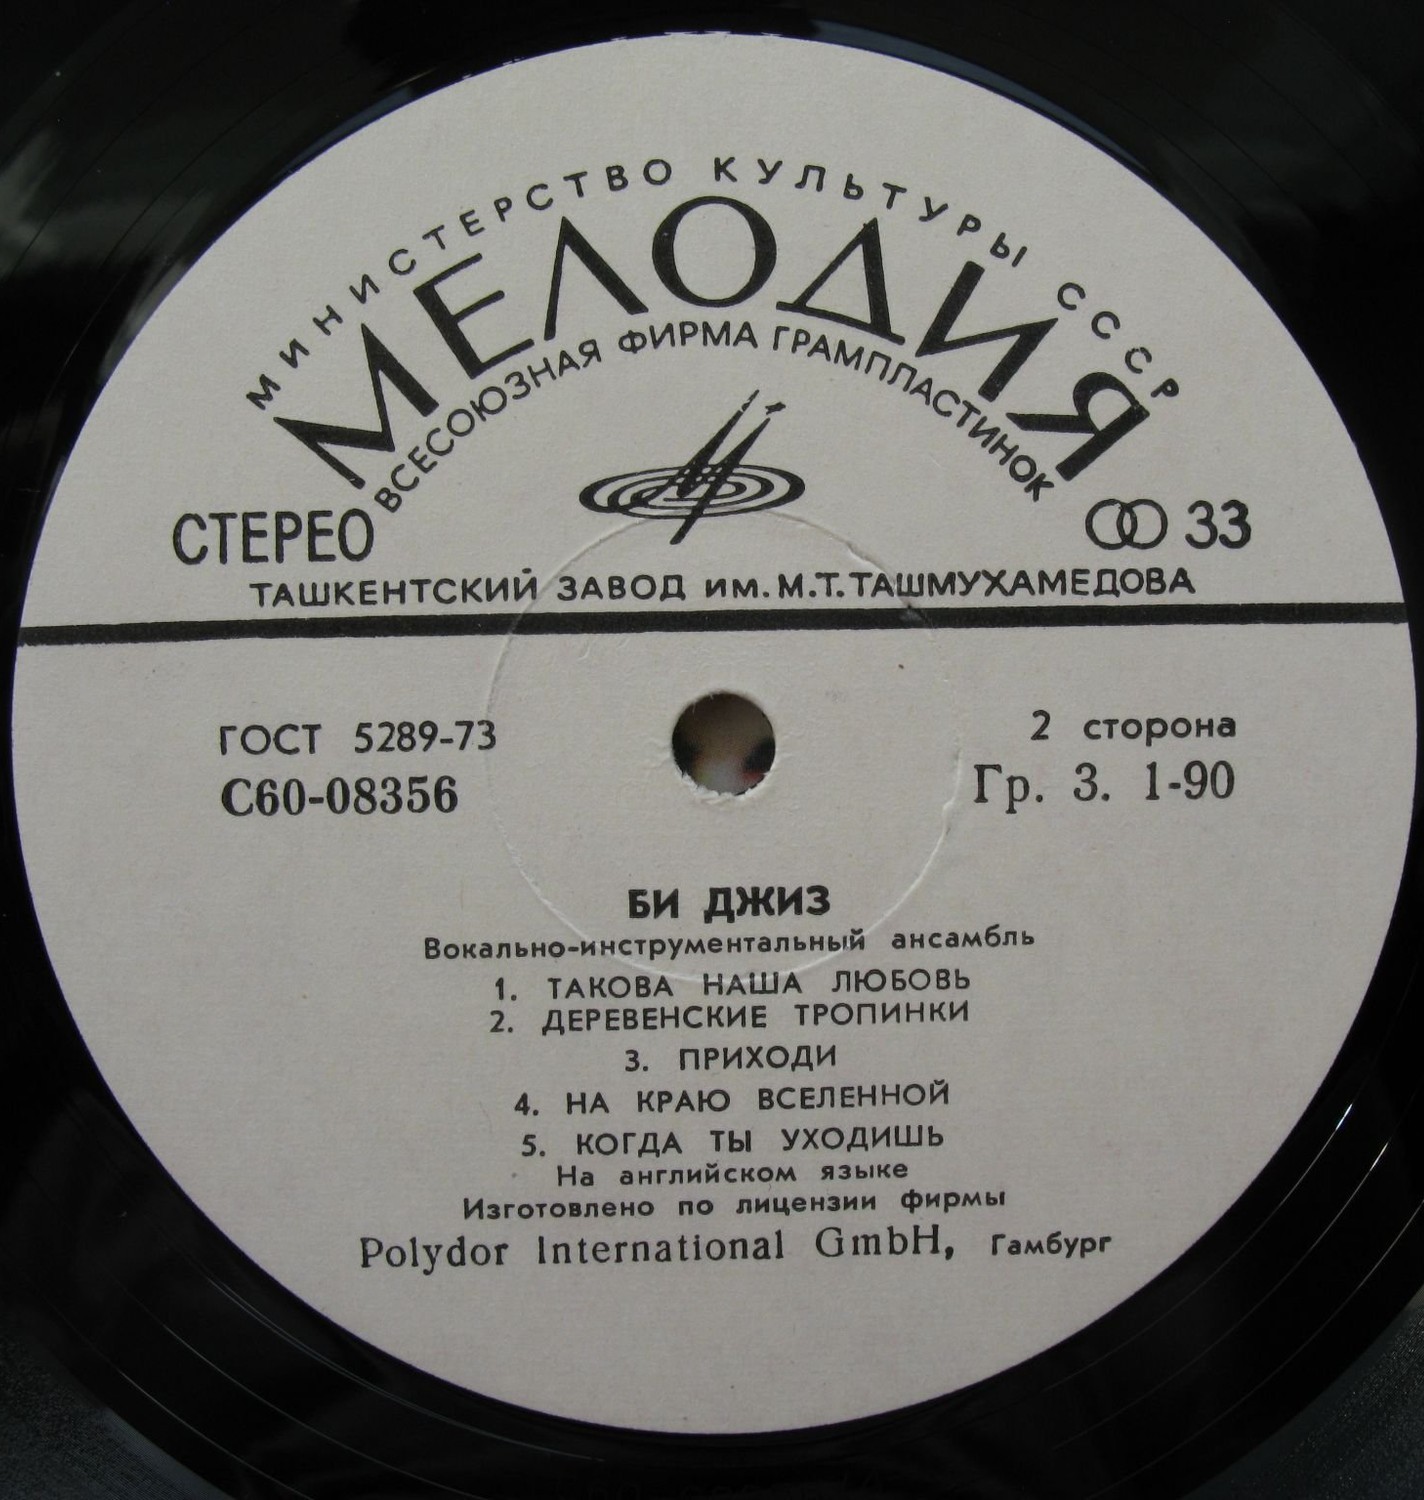 МИНИСТЕРСТВО КУЛЬТУРЫ СССР
МЕЛОДИЯ
ВСЕСОЮЗНАЯ ФИРМА ГРАМПЛАСТИНОК
СТЕРЕО
33
ТАШКЕНТСКИЙ ЗАВОД им. М.Т. ТАШМУХАМЕДОВА
ГОСТ 5289-73
2 сторона
С60-08356
Гр. 3. 1-90
БИ ДЖИЗ
Вокально-инструментальный ансамбль
1. ТАКОВА НАША ЛЮБОВЬ
2. ДЕРЕВЕНСКИЕ ТРОПИНКИ
3. ПРИХОДИ
4. НА КРАЮ ВСЕЛЕННОЙ
5. КОГДА ТЫ УХОДИШЬ
На английском языке
Изготовлено по лицензии фирмы
Polydor International GmbH, Гамбург